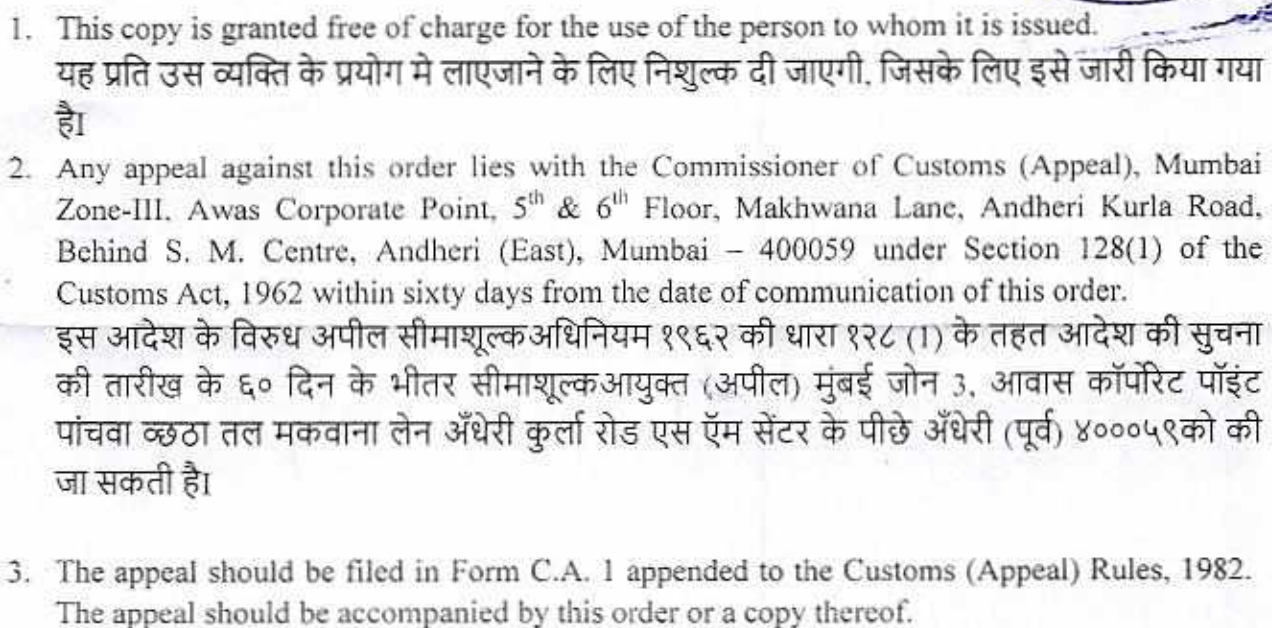 1. This copy is granted free of charge for the use of the person to whom it is issued.
यह प्रति उस व्यक्ति के प्रयोग मे लाएजाने के लिए निशुल्क दी जाएगी, जिसके लिए इसे जारी किया गया
हैI
2. Any appeal against this order lies with the Commissioner of Customs (Appeal), Mumbai
Zone-III, Awas Corporate Point, 5th & 6th Floor, Makhwana Lane, Andheri Kurla Road,
Behind S. M. Centre, Andheri (East), Mumbai – 400059 under Section 128(1) of the
Customs Act, 1962 within sixty days from the date of communication of this order.
इस आदेश के विरुध अपील सीमाशूल्कअधिनियम १९६२ की धारा १२८ (1) के तहत आदेश की सुचना
की तारीख के ६० दिन के भीतर सीमाशूल्कआयुक्त (अपील) मुंबई जोन 3, आवास कॉर्पोरेट पॉइंट
पांचवा व्छठा तल मकवाना लेन अँधेरी कुर्ला रोड एस ऍम सेंटर के पीछे अँधेरी (पूर्व) ४०००५९को की
जा सकती हैI
3. The appeal should be filed in Form C.A. 1 appended to the Customs (Appeal) Rules, 1982.
The appeal should be accompanied by this order or a copy thereof.